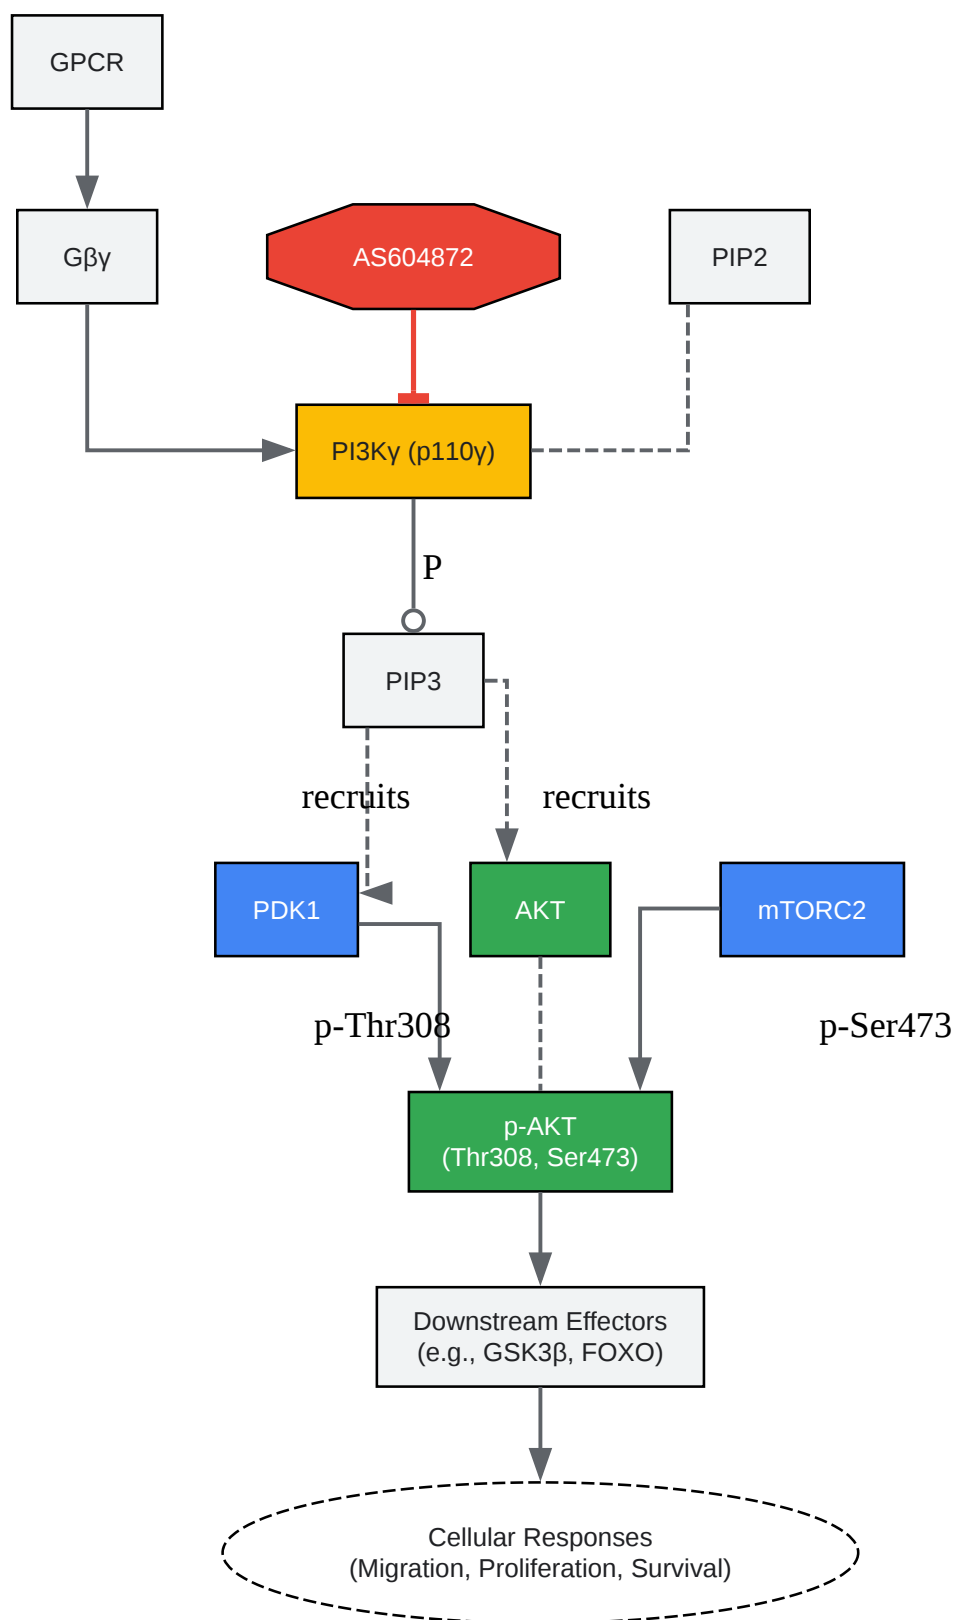 GPCR
Gβγ
AS604872
PIP2
PI3Kγ (p110γ)
P
PIP3
recruits
recruits
PDK1
AKT
mTORC2
p-Thr308
p-Ser473
p-AKT
(Thr308, Ser473)
Downstream Effectors
(e.g., GSK3β, FOXO)
Cellular Responses
(Migration, Proliferation, Survival)